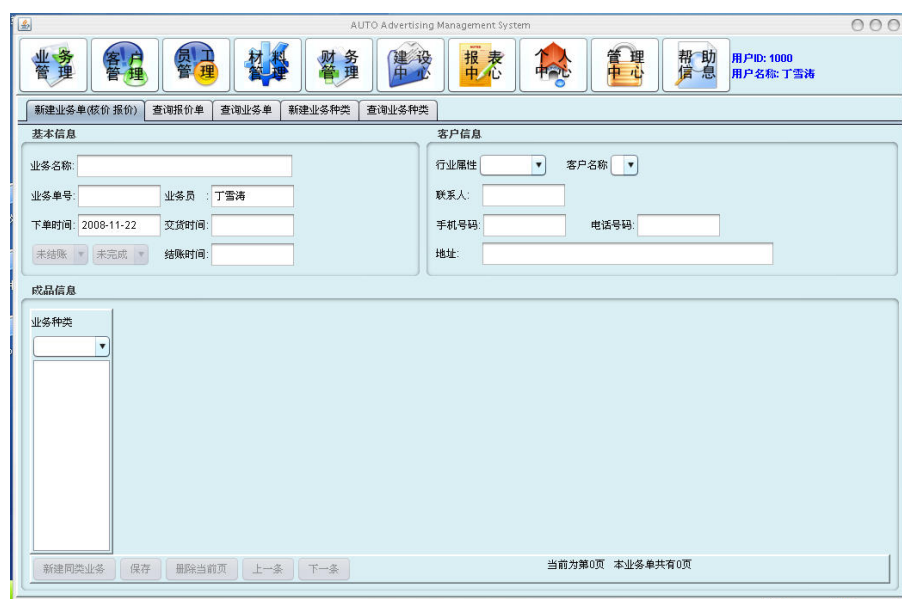 AUTO Advertising Management System
业务管理 客户管理 员工管理 材料管理 财务管理 建设中心 报表中心 个人中心 管理中心 帮助信息
用户ID: 1000
用户名称: 丁雪涛
新建业务单(核价 报价) 查询报价单 查询业务单 新建业务种类 查询业务种类
基本信息 客户信息
业务名称: 行业属性 客户名称
业务单号: 业务员 : 丁雪涛 联系人:
下单时间: 2008-11-22 交货时间: 手机号码: 电话号码:
未结账 未完成 结账时间: 地址:
成品信息
业务种类
新建同类业务 保存 删除当前页 上一条 下一条 当前为第0页 本业务单共有0页